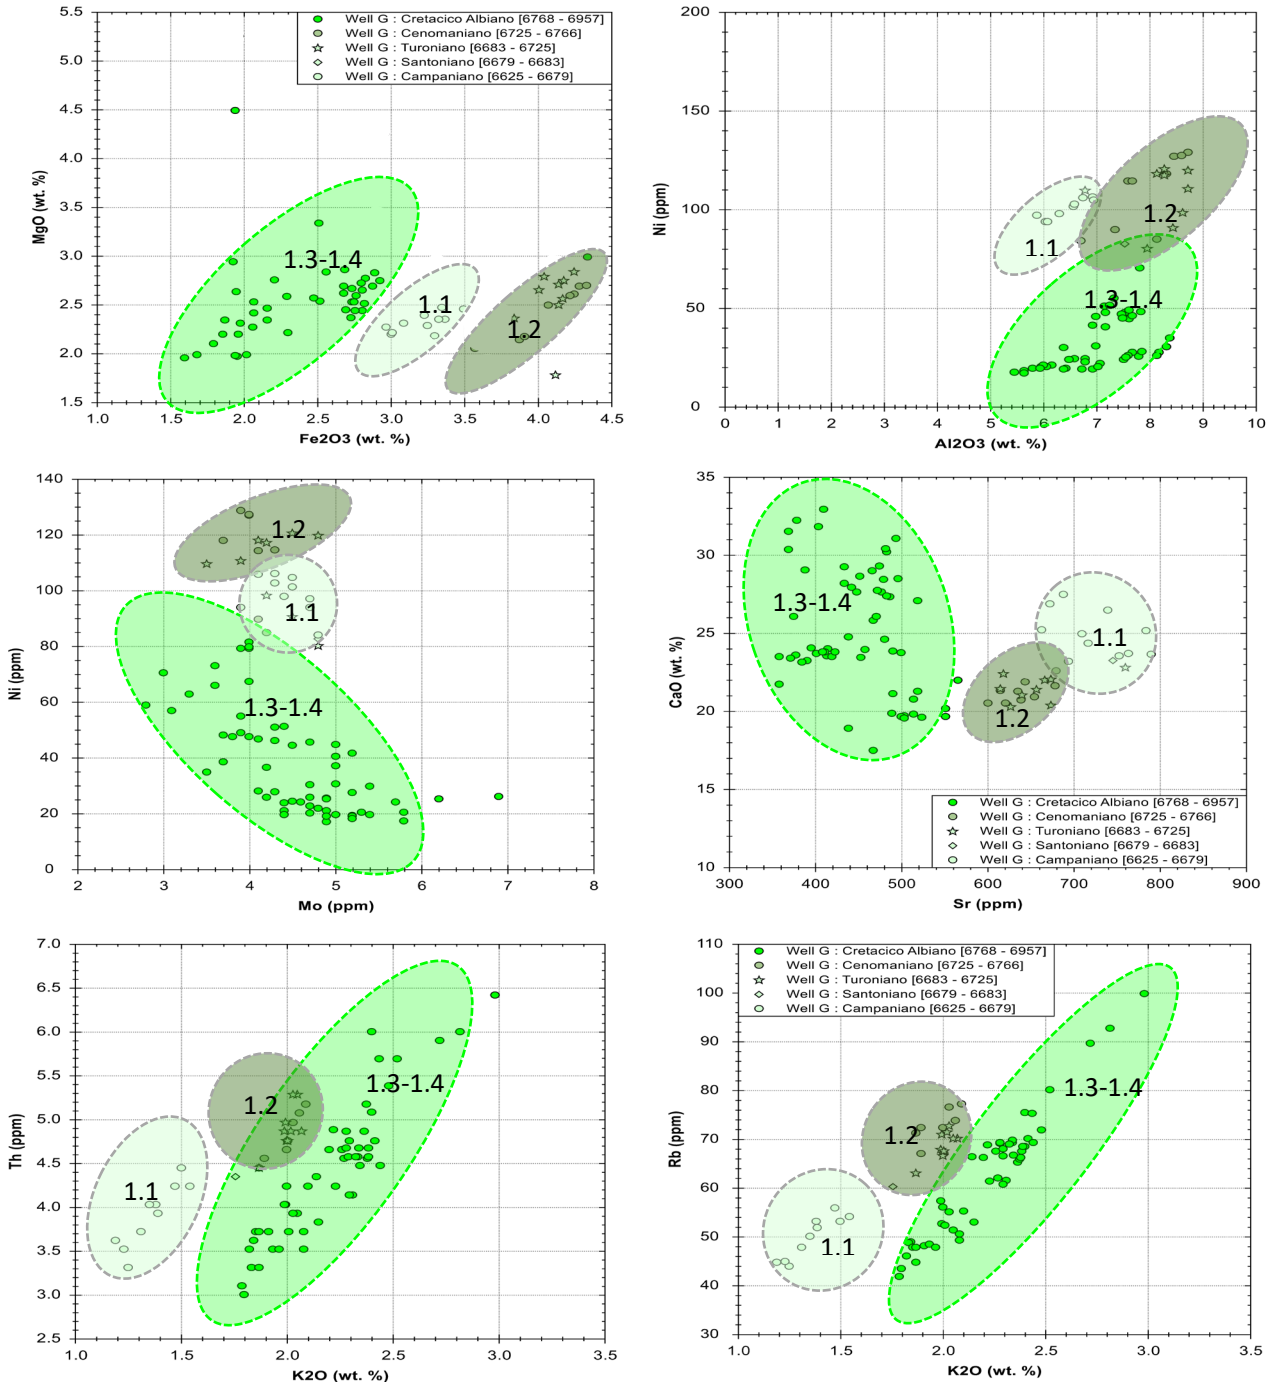 Well G : Cretacico Albiano [6768 - 6957]
Well G : Cenomaniano [6725 - 6766]
Well G : Turoniano [6683 - 6725]
Well G : Santoniano [6679 - 6683]
Well G : Campaniano [6625 - 6679]
5.5
5.0
4.5
4.0
3.5
3.0
2.5
2.0
1.5
MgO (wt. %)
1.3-1.4
1.1
1.2
1.0 1.5 2.0 2.5 3.0 3.5 4.0 4.5
Fe2O3 (wt. %)
200
150
100
50
0
Ni (ppm)
1.1
1.2
1.3-1.4
0 1 2 3 4 5 6 7 8 9 10
Al2O3 (wt. %)
140
120
100
80
60
40
20
0
Ni (ppm)
1.2
1.1
1.3-1.4
2 3 4 5 6 7 8
Mo (ppm)
35
30
25
20
15
10
CaO (wt. %)
1.3-1.4
1.1
1.2
Well G : Cretacico Albiano [6768 - 6957]
Well G : Cenomaniano [6725 - 6766]
Well G : Turoniano [6683 - 6725]
Well G : Santoniano [6679 - 6683]
Well G : Campaniano [6625 - 6679]
300 400 500 600 700 800 900
Sr (ppm)
7.0
6.5
6.0
5.5
5.0
4.5
4.0
3.5
3.0
2.5
Th (ppm)
1.3-1.4
1.2
1.1
1.0 1.5 2.0 2.5 3.0 3.5
K2O (wt. %)
Well G : Cretacico Albiano [6768 - 6957]
Well G : Cenomaniano [6725 - 6766]
Well G : Turoniano [6683 - 6725]
Well G : Santoniano [6679 - 6683]
Well G : Campaniano [6625 - 6679]
110
100
90
80
70
60
50
40
30
Rb (ppm)
1.3-1.4
1.2
1.1
1.0 1.5 2.0 2.5 3.0 3.5
K2O (wt. %)